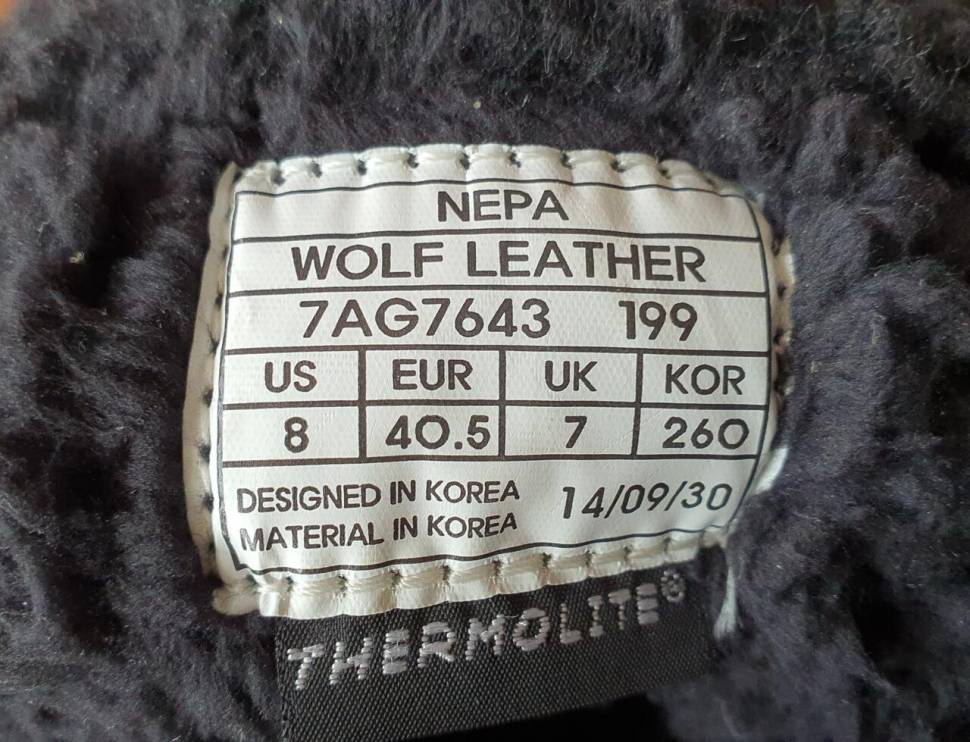 NEPA
WOLF LEATHER
7AG7643 199
US EUR UK KOR
8 40.5 7 260
DESIGNED IN KOREA
MATERIAL IN KOREA 14/09/30
THERMOLITE®